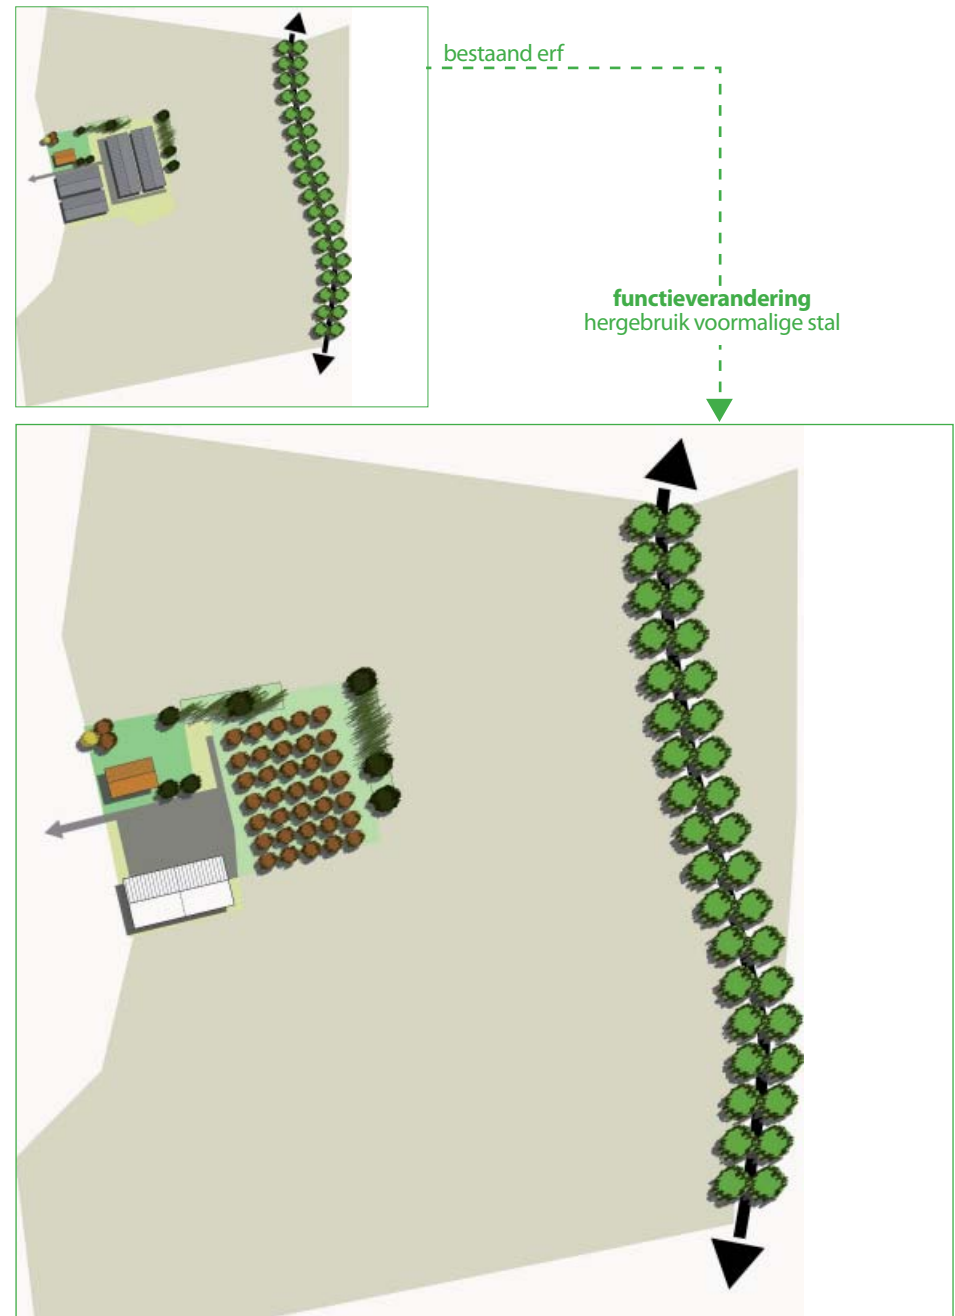 bestaand erf
functieverandering
hergebruik voormalige stal